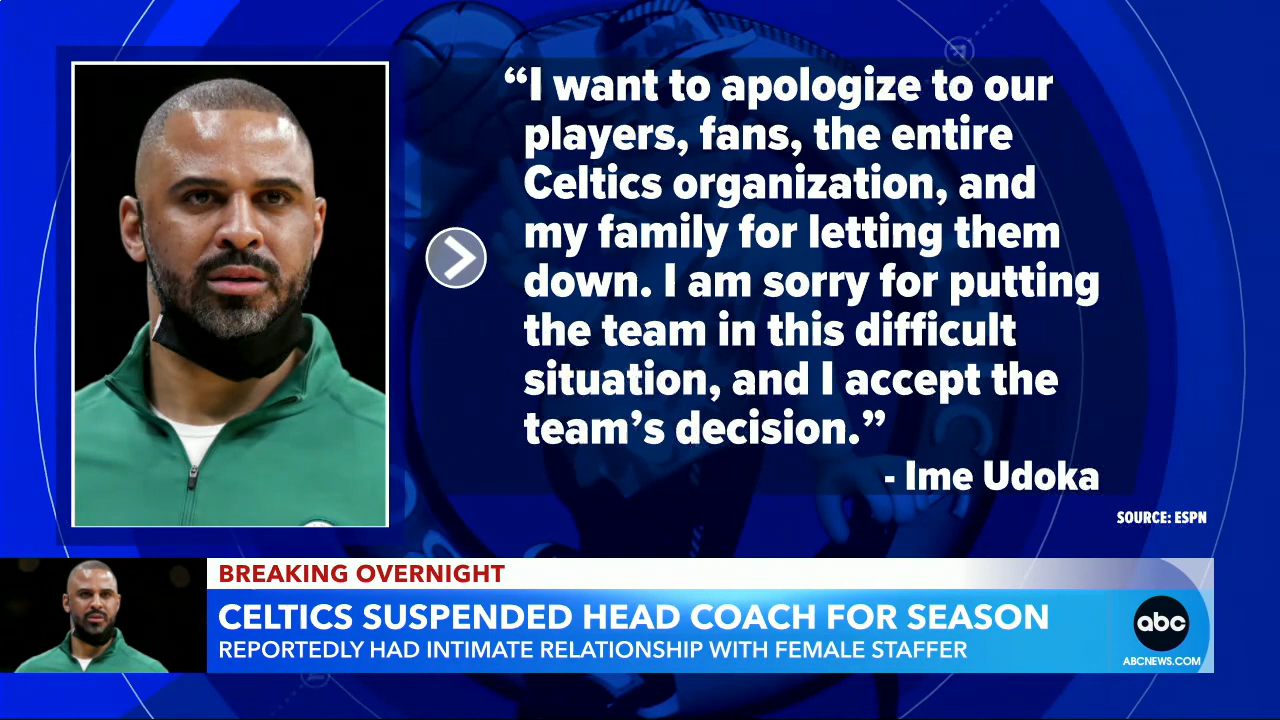 “I want to apologize to our
players, fans, the entire
Celtics organization, and
my family for letting them
down. I am sorry for putting
the team in this difficult
situation, and I accept the
team’s decision.”
- Ime Udoka
SOURCE: ESPN
BREAKING OVERNIGHT
CELTICS SUSPENDED HEAD COACH FOR SEASON
REPORTEDLY HAD INTIMATE RELATIONSHIP WITH FEMALE STAFFER
abc
ABCNEWS.COM